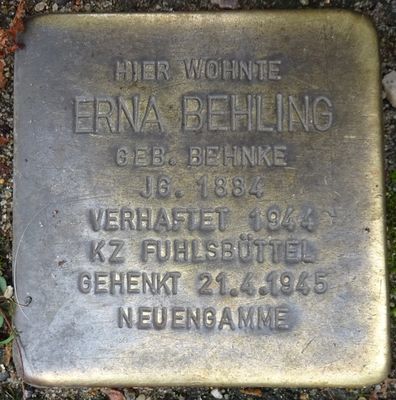 HIER WOHNTE
ERNA BEHLING
GEB. BEHNKE
JG. 1884
VERHAFTET 1944
KZ FUHLSBÜTTEL
GEHENKT 21.4.1945
NEUENGAMME